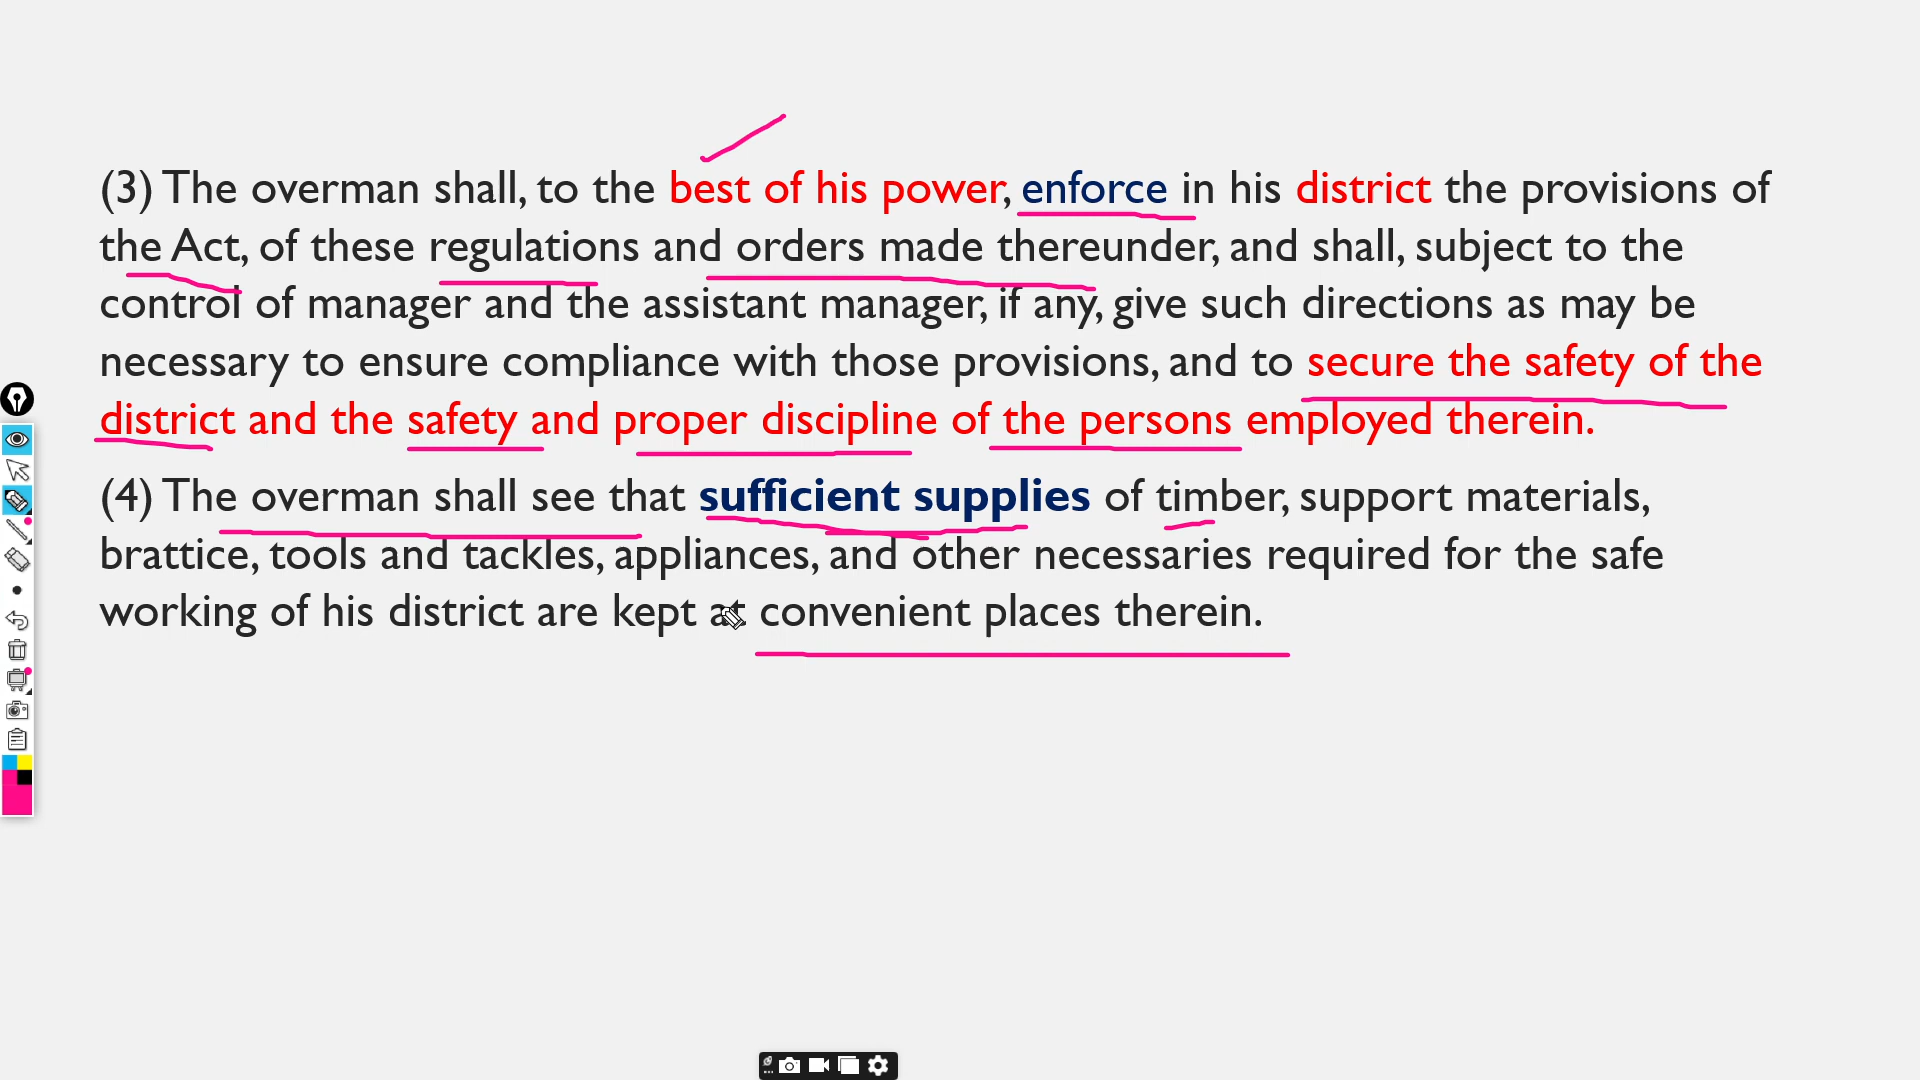 (3) The overman shall, to the best of his power, enforce in his district the provisions of
the Act, of these regulations and orders made thereunder, and shall, subject to the
control of manager and the assistant manager, if any, give such directions as may be
necessary to ensure compliance with those provisions, and to secure the safety of the
district and the safety and proper discipline of the persons employed therein.
(4) The overman shall see that sufficient supplies of timber, support materials,
brattice, tools and tackles, appliances, and other necessaries required for the safe
working of his district are kept at convenient places therein.